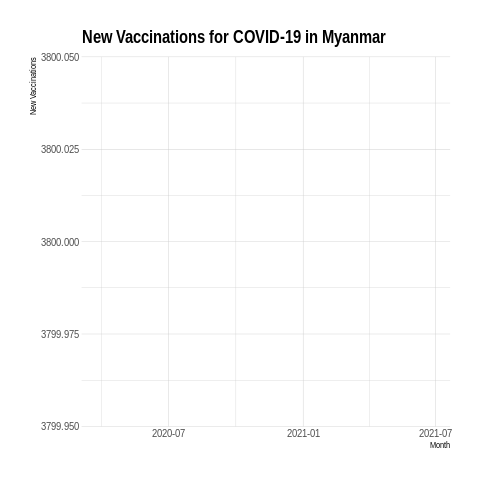 New Vaccinations for COVID-19 in Myanmar
New Vaccinations
3800.050
3800.025
3800.000
3799.975
3799.950
2020-07 2021-01 2021-07
Month